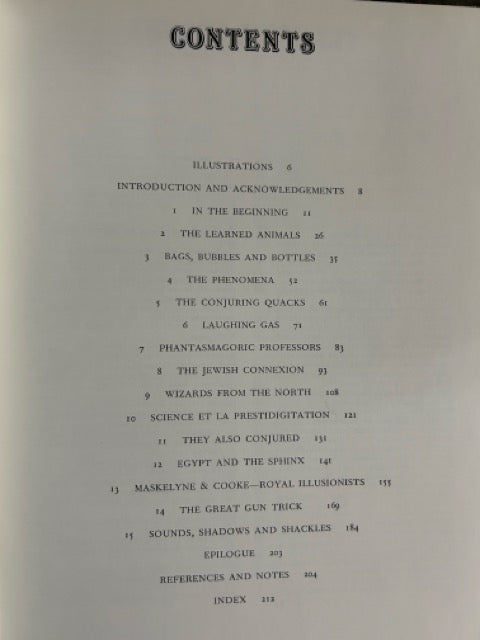 CONTENTS
ILLUSTRATIONS 6
INTRODUCTION AND ACKNOWLEDGEMENTS 8
1 IN THE BEGINNING 11
2 THE LEARNED ANIMALS 26
3 BAGS, BUBBLES AND BOTTLES 35
4 THE PHENOMENA 52
5 THE CONJURING QUACKS 61
6 LAUGHING GAS 71
7 PHANTASMAGORIC PROFESSORS 83
8 THE JEWISH CONNEXION 93
9 WIZARDS FROM THE NORTH 108
10 SCIENCE ET LA PRESTIDIGITATION 121
11 THEY ALSO CONJURED 131
12 EGYPT AND THE SPHINX 141
13 MASKELYNE & COOKE—ROYAL ILLUSIONISTS 155
14 THE GREAT GUN TRICK 169
15 SOUNDS, SHADOWS AND SHACKLES 184
EPILOGUE 203
REFERENCES AND NOTES 204
INDEX 212